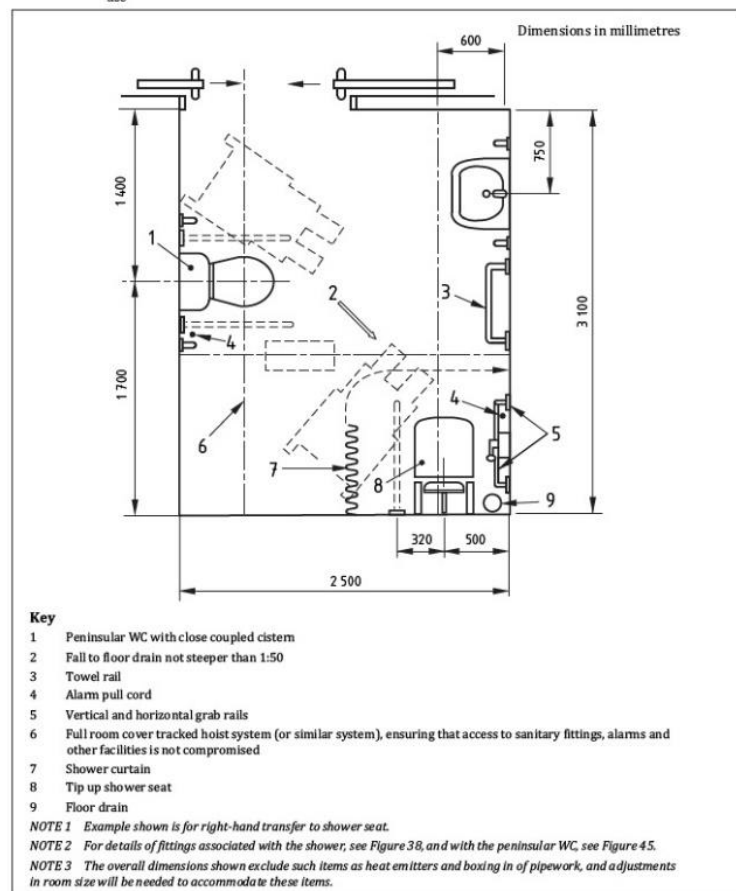 use
Dimensions in millimetres
600
750
1 400
1
2
3
3 100
4
1 700
4
5
6
7
8
9
320
500
2 500
Key
1 Peninsular WC with close coupled cistern
2 Fall to floor drain not steeper than 1:50
3 Towel rail
4 Alarm pull cord
5 Vertical and horizontal grab rails
6 Full room cover tracked hoist system (or similar system), ensuring that access to sanitary fittings, alarms and
other facilities is not compromised
7 Shower curtain
8 Tip up shower seat
9 Floor drain
NOTE 1 Example shown is for right-hand transfer to shower seat.
NOTE 2 For details of fittings associated with the shower, see Figure 38, and with the peninsular WC, see Figure 45.
NOTE 3 The overall dimensions shown exclude such items as heat emitters and boxing in of pipework, and adjustments
in room size will be needed to accommodate these items.